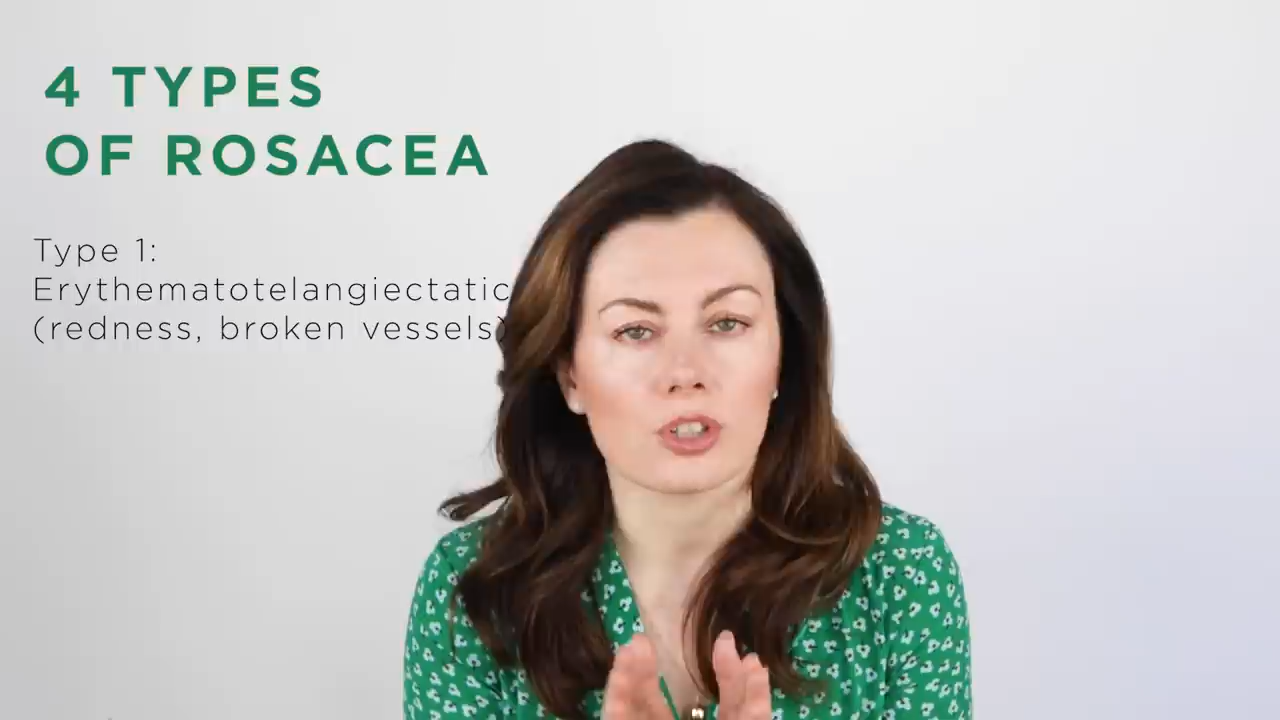 4 TYPES
OF ROSACEA
Type 1:
Erythematotelangiectatic
(redness, broken vessels)